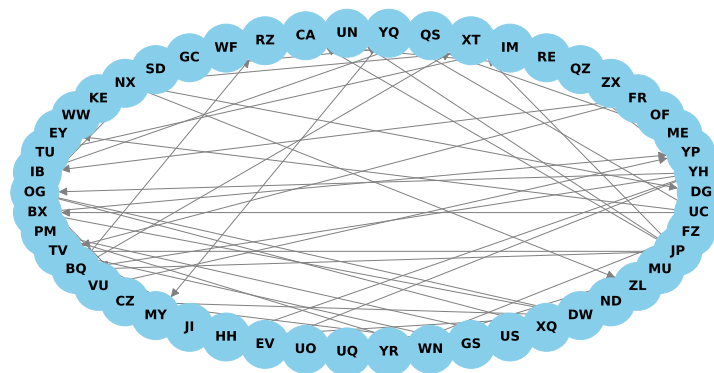 UN
YQ
CA
QS
RZ
XT
WF
IM
GC
RE
SD
QZ
NX
ZX
KE
FR
WW
OF
EY
ME
TU
YP
IB
YH
OG
DG
BX
UC
PM
FZ
TV
JP
BQ
MU
VU
ZL
CZ
ND
MY
DW
JI
XQ
HH
US
EV
GS
UO
WN
UQ
YR